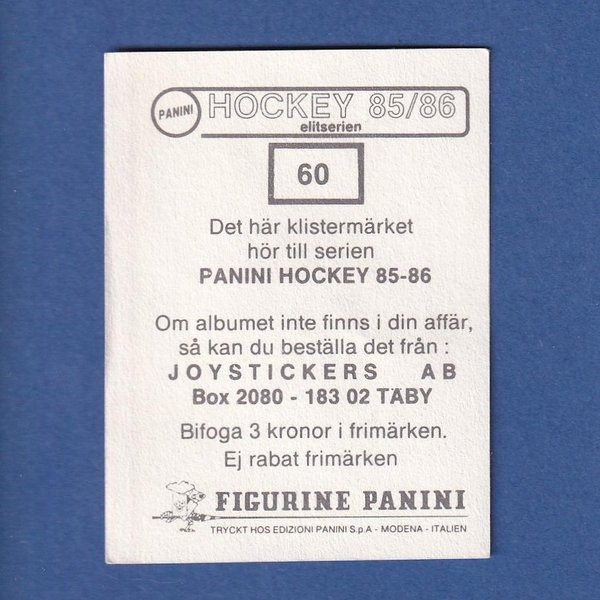 PANINI HOCKEY 85/86
elitserien
60
Det här klistermärket
hör till serien
PANINI HOCKEY 85-86
Om albumet inte finns i din affär,
så kan du beställa det från :
JOYSTICKERS AB
Box 2080 - 183 02 TÄBY
Bifoga 3 kronor i frimärken.
Ej rabat frimärken
FIGURINE PANINI
TRYCKT HOS EDIZIONI PANINI S.p.A - MODENA - ITALIEN